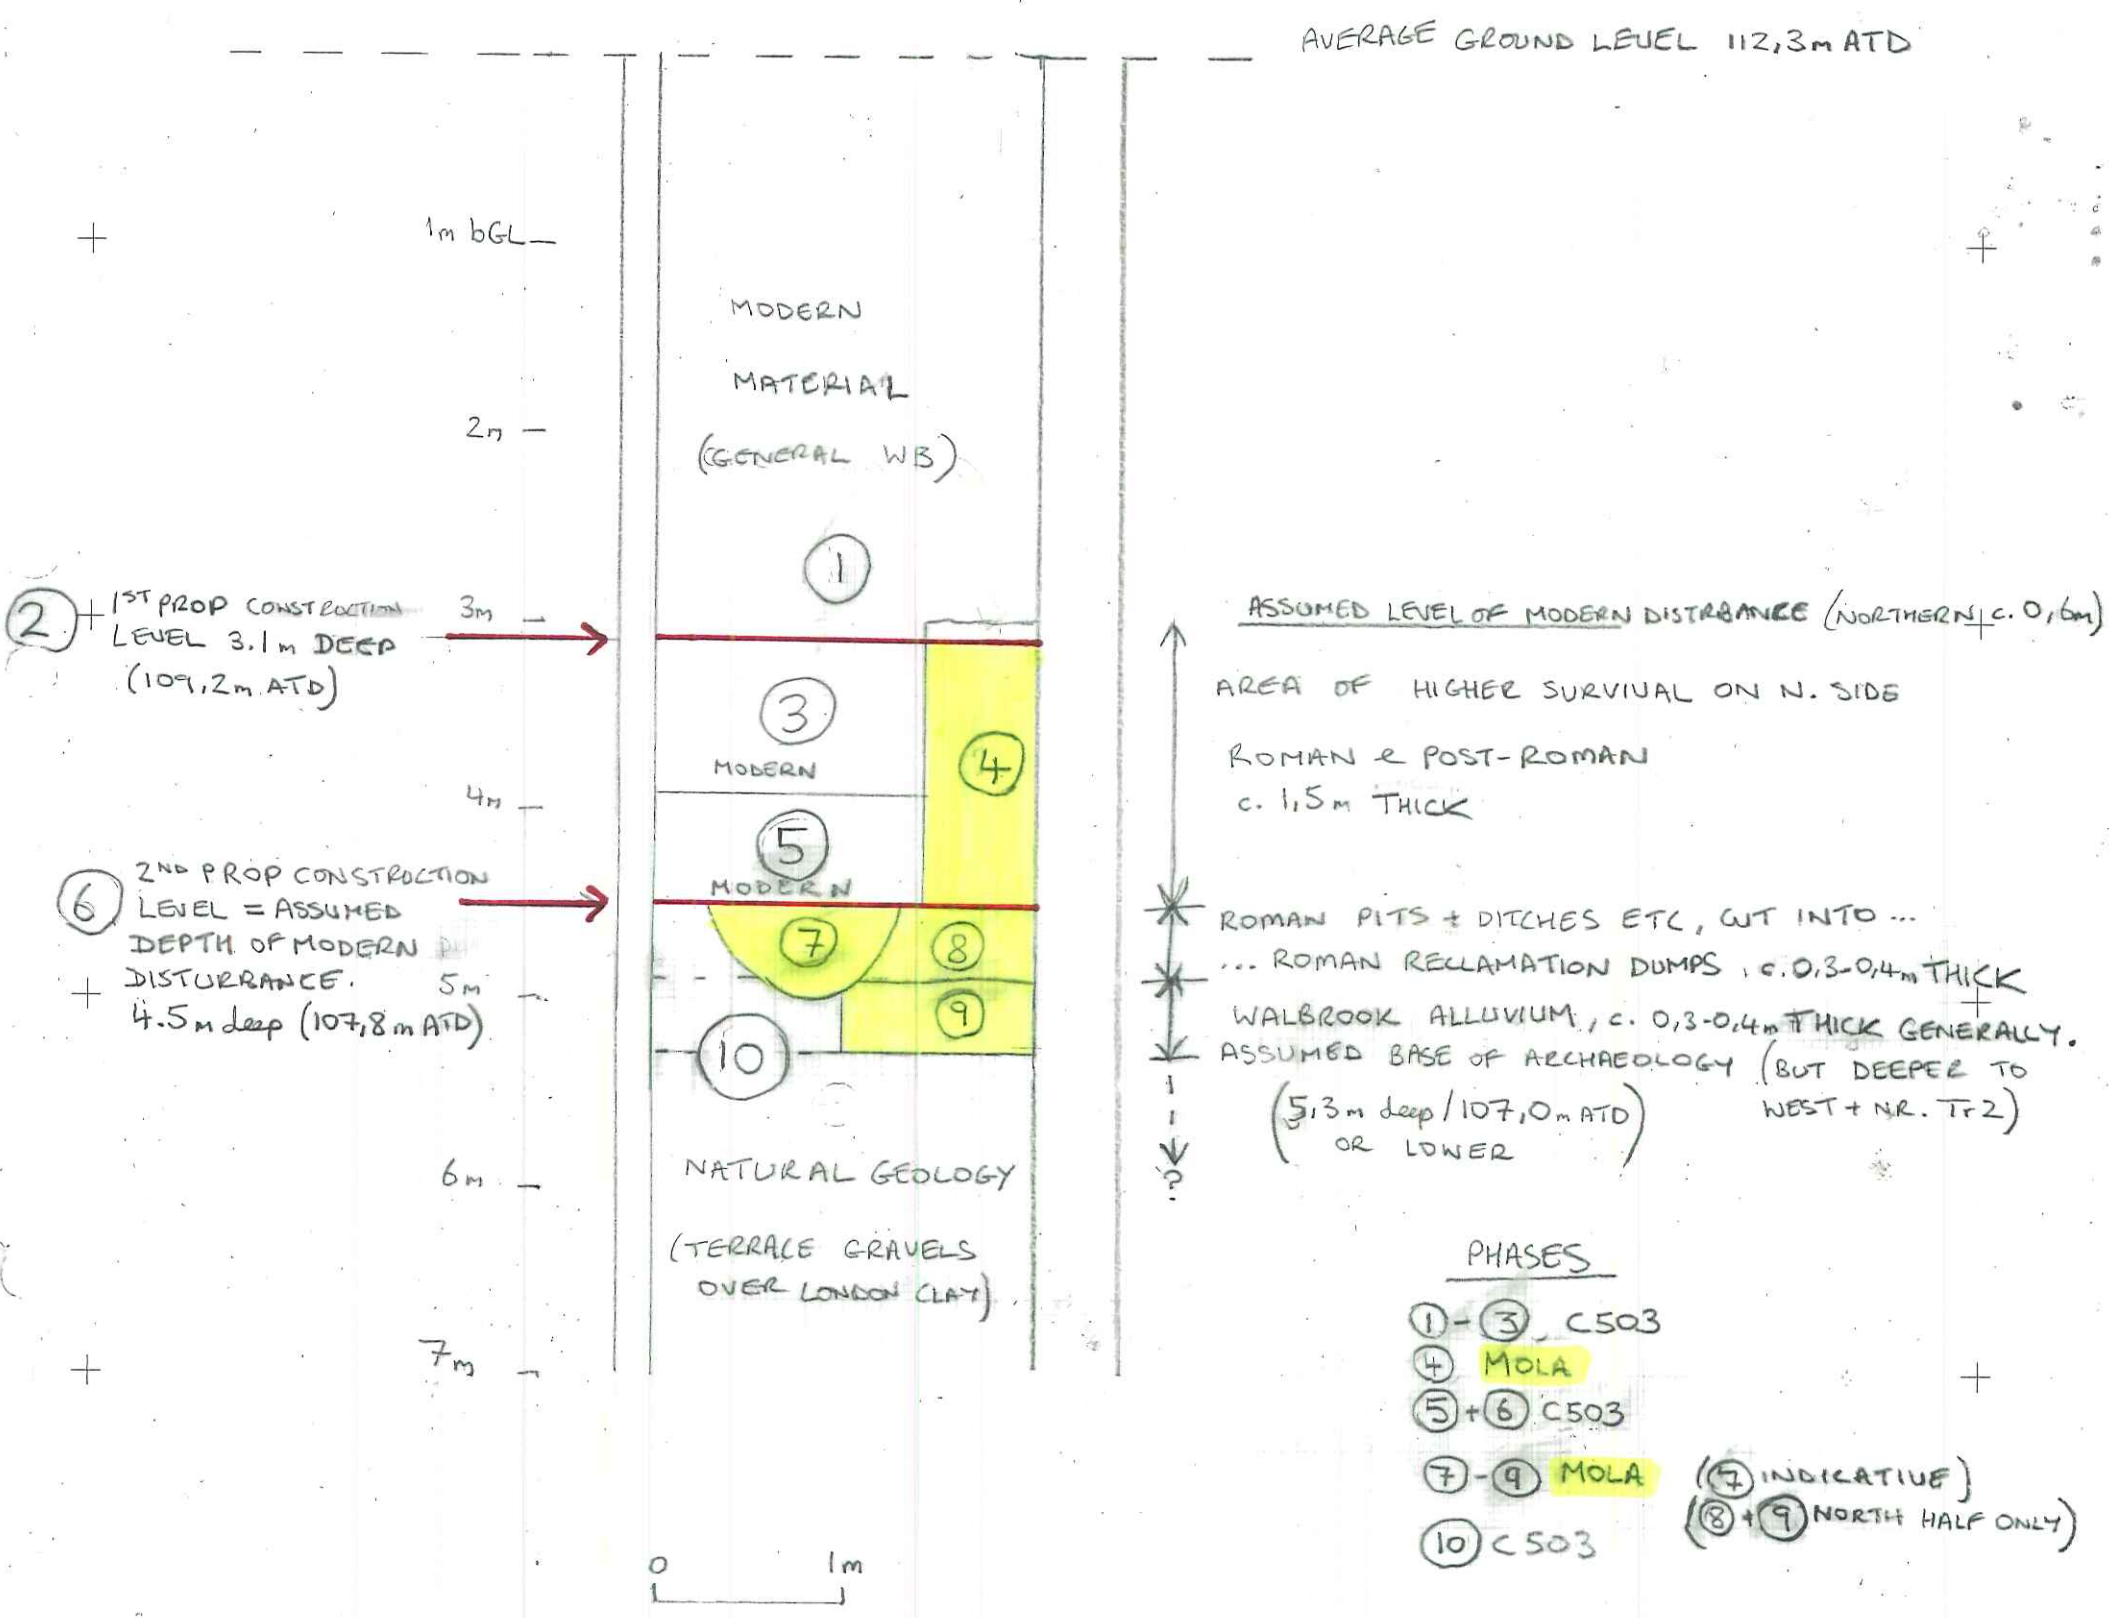 AVERAGE GROUND LEVEL 112,3m ATD
1m bGL
MODERN
MATERIAL
(GENERAL WB)
2m
1
2
1ST PROP CONSTRUCTION
LEVEL 3.1m DEEP
(109,2m ATD)
3m
ASSUMED LEVEL OF MODERN DISTRBANCE (NORTHERN c. 0,6m)
AREA OF HIGHER SURVIVAL ON N. SIDE
ROMAN & POST-ROMAN
c. 1,5m THICK
3
MODERN
4
4m
5
MODERN
6
2ND PROP CONSTRUCTION
LEVEL = ASSUMED
DEPTH OF MODERN
DISTURBANCE.
4.5m deep (107,8m ATD)
5m
7
8
9
10
ROMAN PITS + DITCHES ETC, CUT INTO ...
... ROMAN RECLAMATION DUMPS, c. 0,3-0,4m THICK
WALBROOK ALLUVIUM, c. 0,3-0,4m THICK GENERALLY.
ASSUMED BASE OF ARCHAEOLOGY (BUT DEEPER TO
WEST + NR. Tr2)
(5,3m deep/107,0m ATD)
OR LOWER
?
6m
NATURAL GEOLOGY
(TERRACE GRAVELS
OVER LONDON CLAY)
7m
0 1m
PHASES
1 - 3 C503
4 MOLA
5 + 6 C503
7 - 9 MOLA (7 INDICATIVE)
(8 + 9 NORTH HALF ONLY)
10 C503